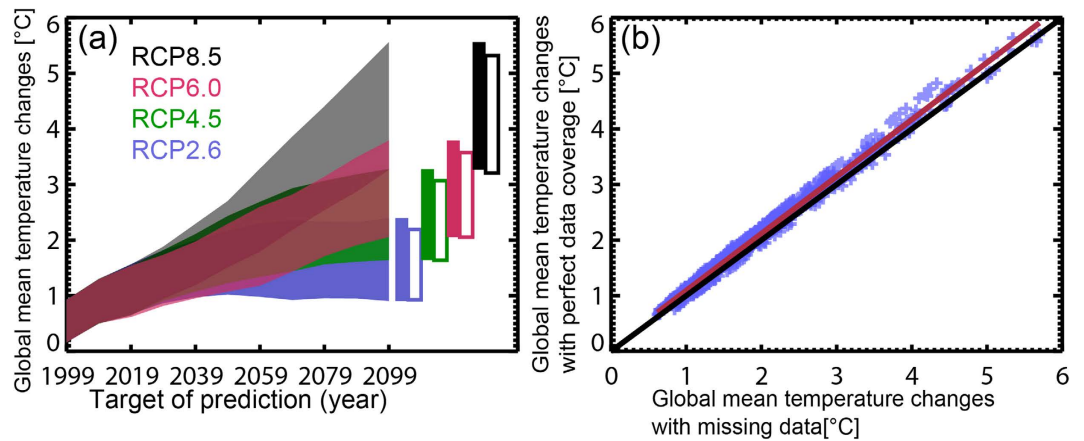 Global mean temperature changes [°C]
(a)
RCP8.5
RCP6.0
RCP4.5
RCP2.6
6
5
4
3
2
1
0
1999 2019 2039 2059 2079 2099
Target of prediction (year)
Global mean temperature changes
with perfect data coverage [°C]
(b)
6
5
4
3
2
1
0
0 1 2 3 4 5 6
Global mean temperature changes
with missing data[°C]